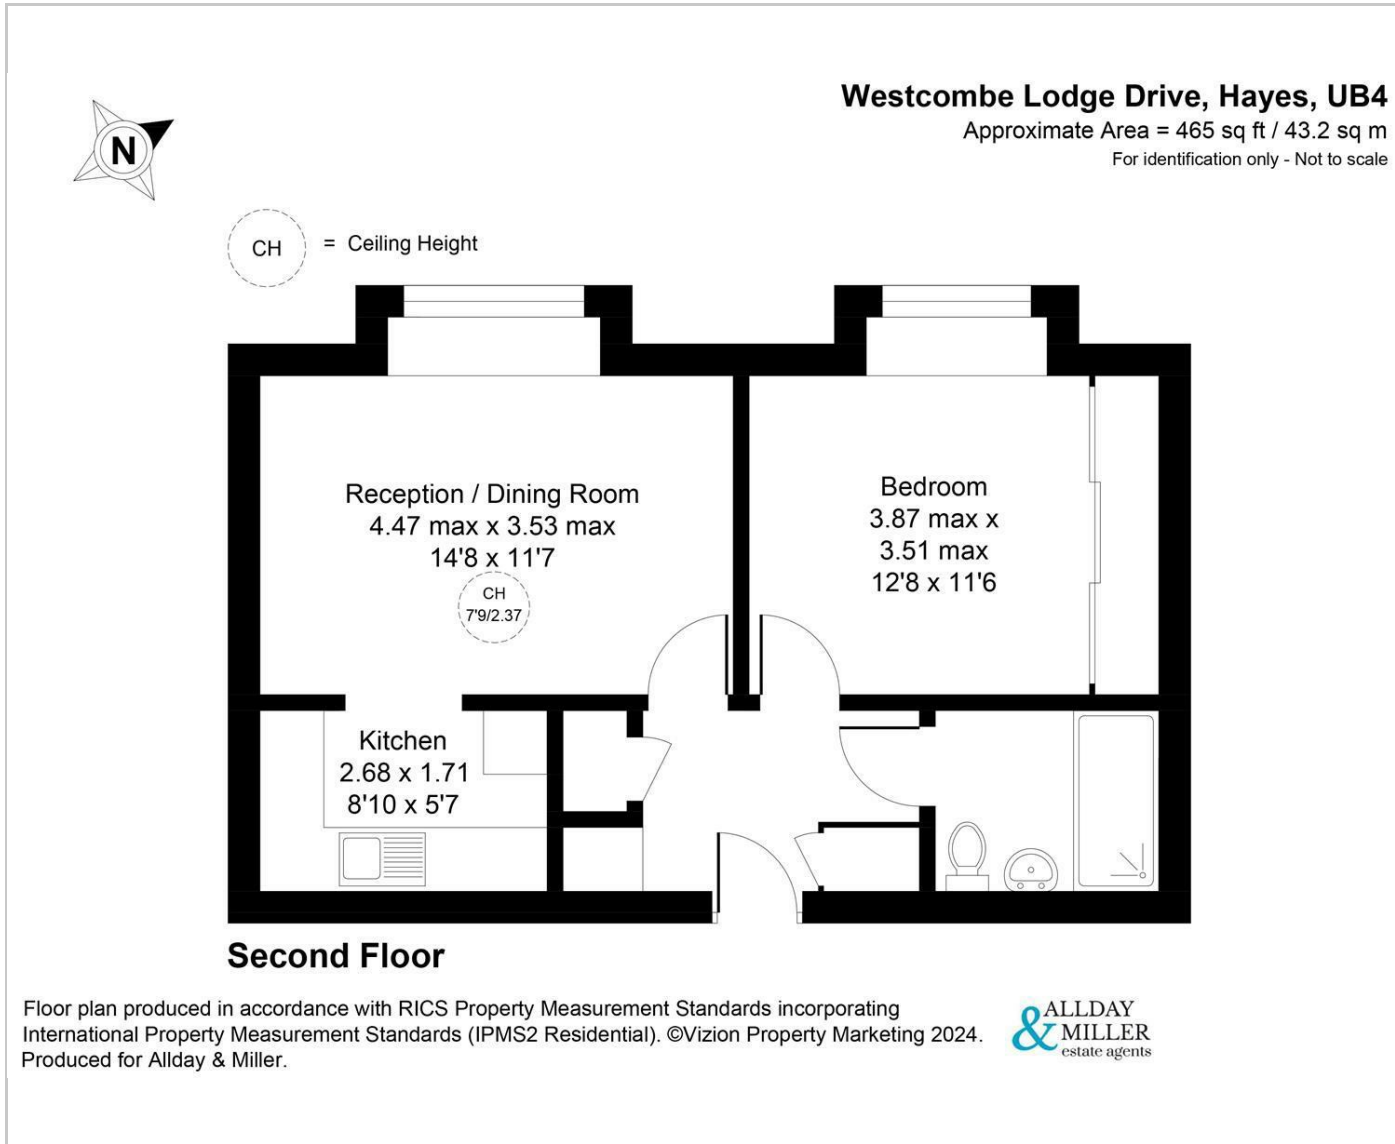 Westcombe Lodge Drive, Hayes, UB4
Approximate Area = 465 sq ft / 43.2 sq m
For identification only - Not to scale
N
CH = Ceiling Height
Reception / Dining Room
4.47 max x 3.53 max
14'8 x 11'7
CH
7'9/2.37
Bedroom
3.87 max x
3.51 max
12'8 x 11'6
Kitchen
2.68 x 1.71
8'10 x 5'7
Second Floor
Floor plan produced in accordance with RICS Property Measurement Standards incorporating
International Property Measurement Standards (IPMS2 Residential). ©Vizion Property Marketing 2024.
Produced for Allday & Miller.
ALLDAY
& MILLER
estate agents